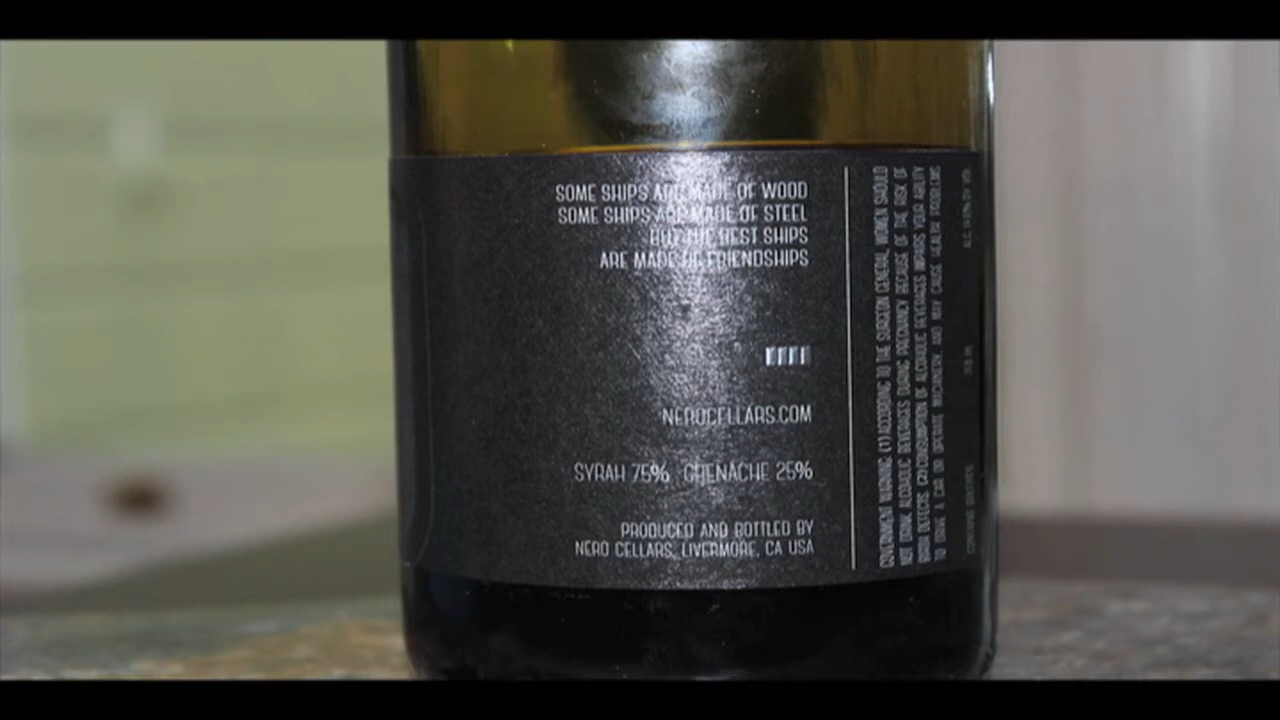 SOME SHIPS ARE MADE OF WOOD
SOME SHIPS ARE MADE OF STEEL
BUT THE BEST SHIPS
ARE MADE OF FRIENDSHIPS
NEROCELLARS.COM
SYRAH 75% GRENACHE 25%
PRODUCED AND BOTTLED BY
NERO CELLARS, LIVERMORE, CA USA
GOVERNMENT WARNING (1) ACCORDING TO THE SURGEON GENERAL, WOMEN SHOULD
NOT DRINK ALCOHOLIC BEVERAGES DURING PREGNANCY BECAUSE OF THE RISK OF
BIRTH DEFECTS. (2) CONSUMPTION OF ALCOHOLIC BEVERAGES IMPAIRS YOUR ABILITY
TO DRIVE A CAR OR OPERATE MACHINERY, AND MAY CAUSE HEALTH PROBLEMS
CONTAINS SULFITES